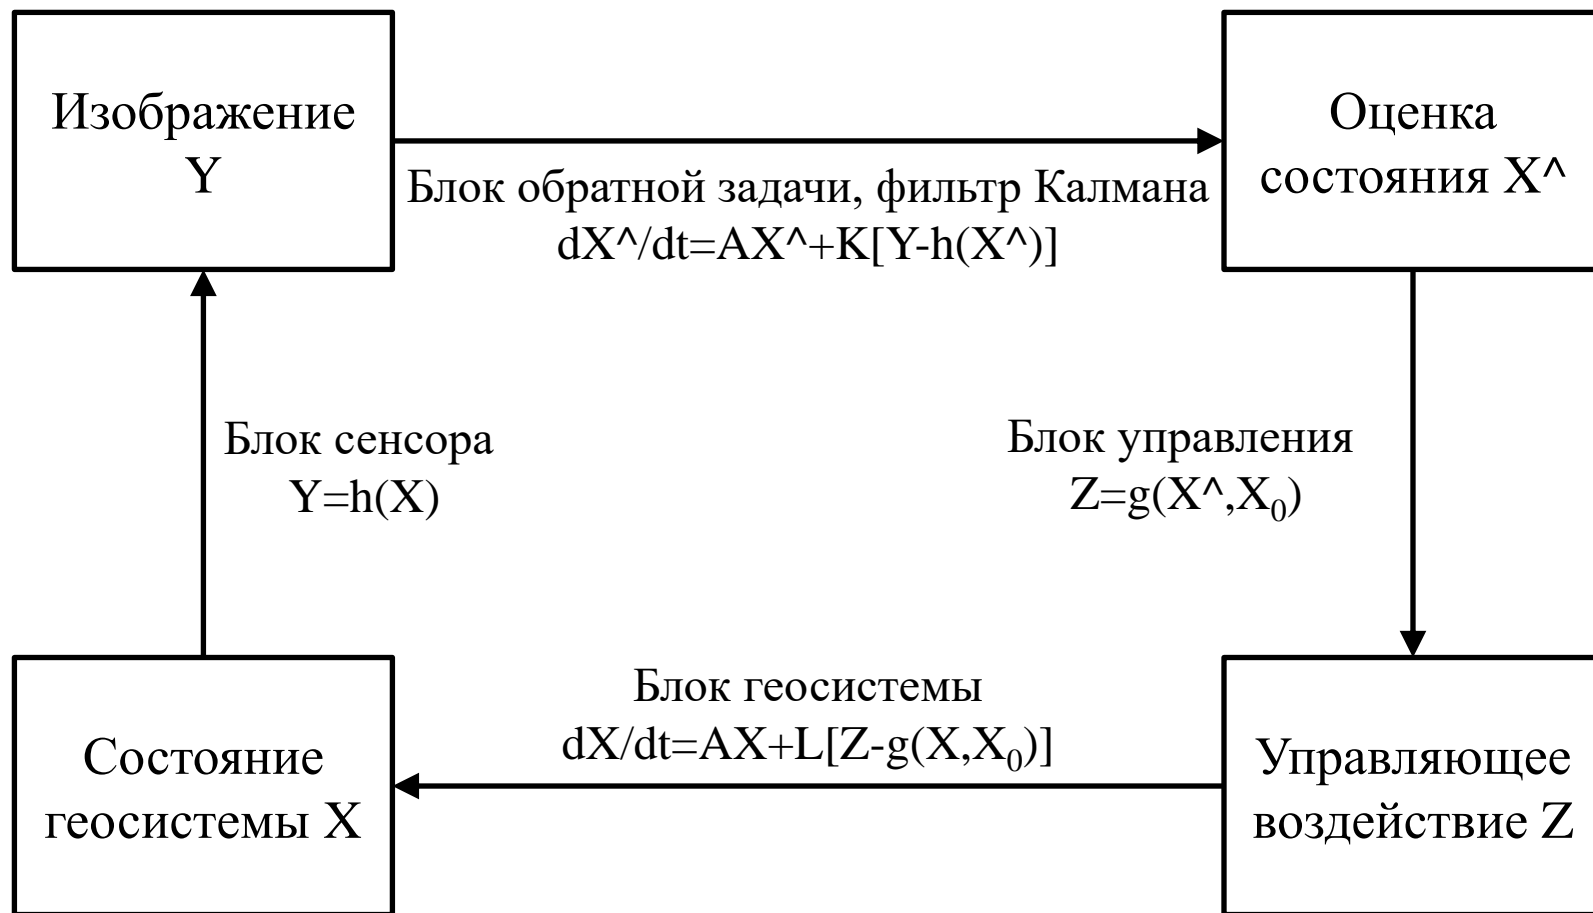 Изображение
Y
Оценка
состояния X^
Блок обратной задачи, фильтр Калмана
dX^/dt=AX^+K[Y-h(X^)]
Блок сенсора
Y=h(X)
Блок управления
Z=g(X^,X₀)
Блок геосистемы
dX/dt=AX+L[Z-g(X,X₀)]
Состояние
геосистемы X
Управляющее
воздействие Z